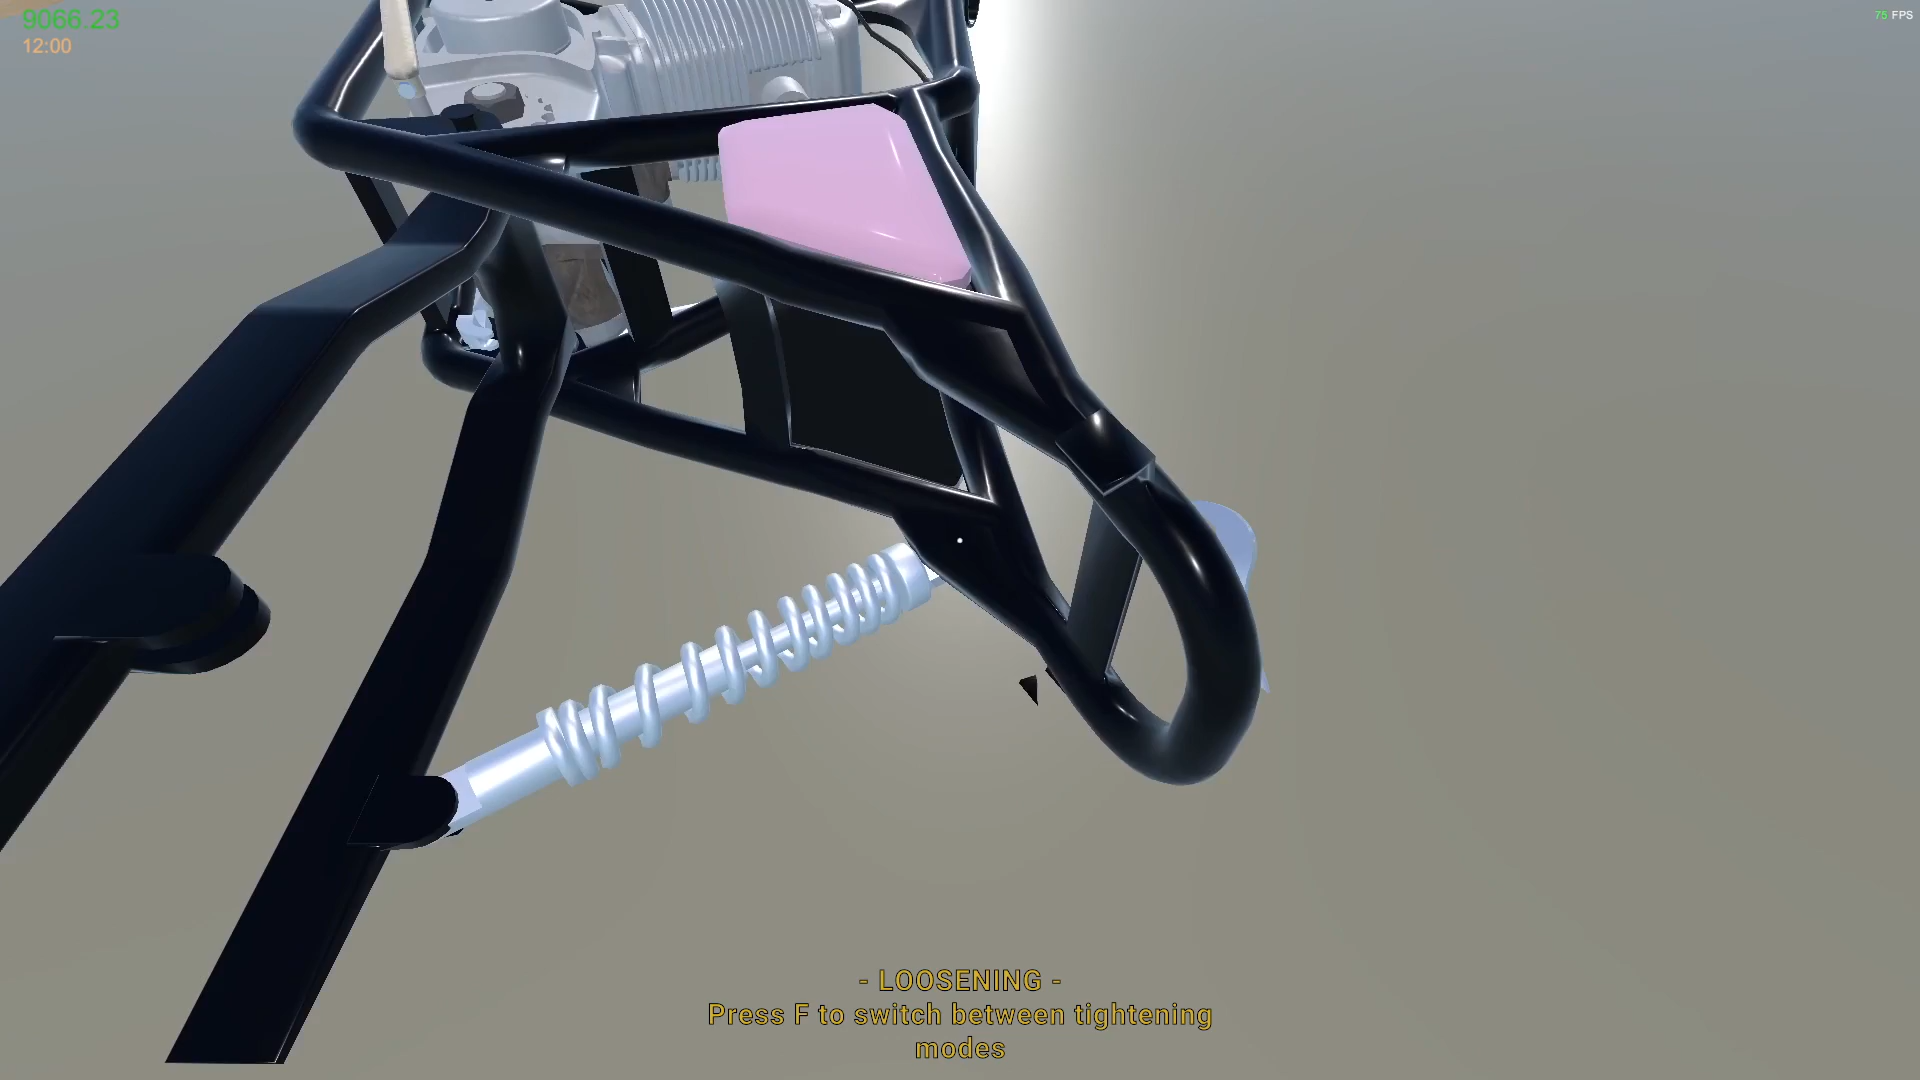 9066.23
75 FPS
12:00
- LOOSENING -
Press F to switch between tightening
modes